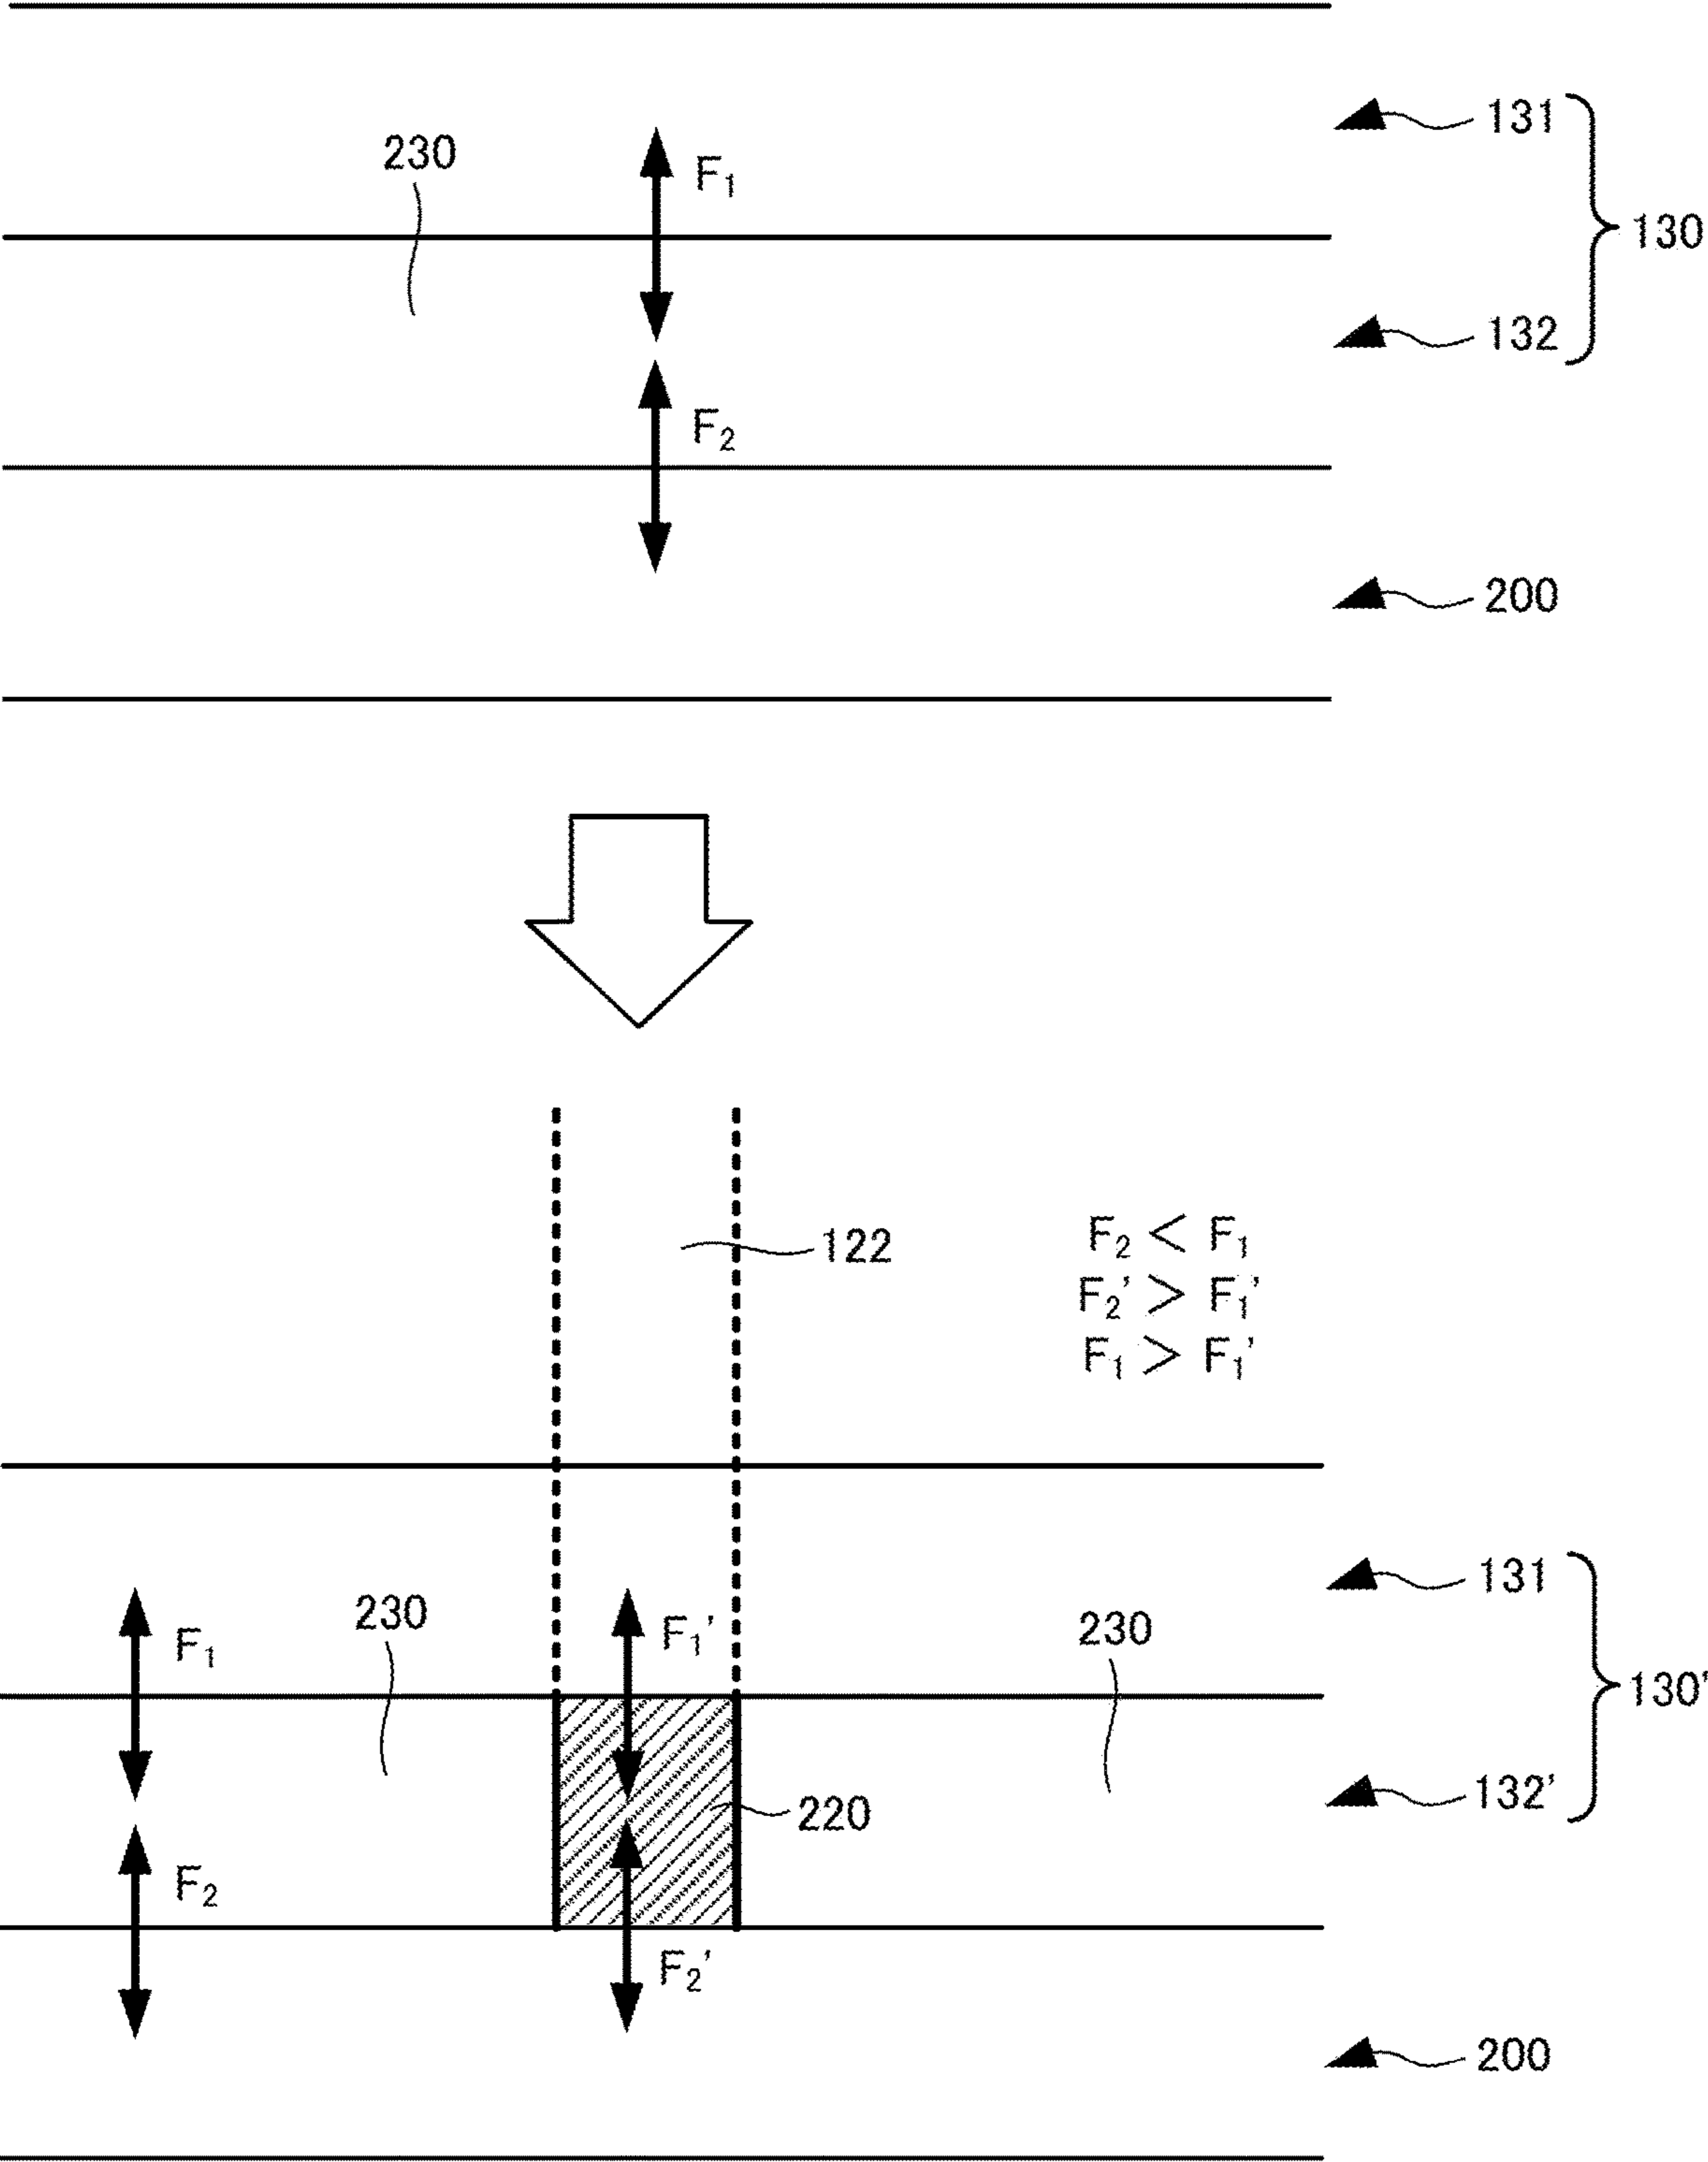 131
230
F₁
130
132
F₂
200
122
F₂ < F₁
F₂' > F₁'
F₁ > F₁'
131
230
F₁'
230
F₁
130'
132'
220
F₂
F₂'
200